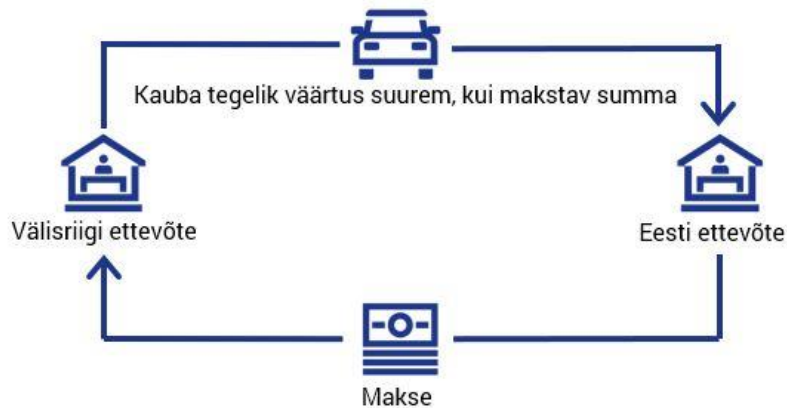 Kauba tegelik väärtus suurem, kui makstav summa
Välisriigi ettevõte
Eesti ettevõte
Makse